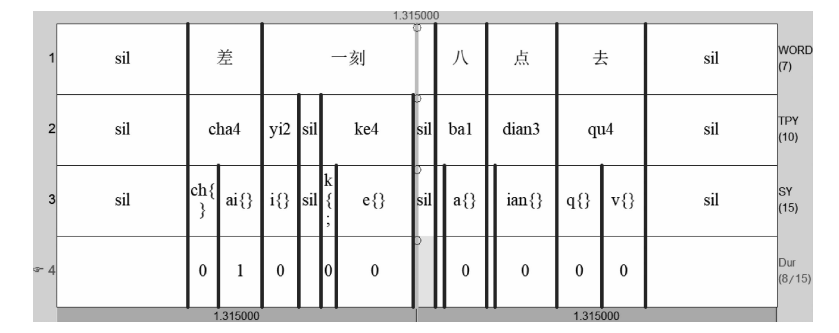 1.315000
1 sil 差 一刻 八 点 去 sil WORD (7)
2 sil cha4 yi2 sil ke4 sil ba1 dian3 qu4 sil TPY (10)
3 sil ch{} ai{} i{} sil k{; e{} sil a{} ian{} q{} v{} sil SY (15)
4 0 1 0 0 0 0 0 0 0 Dur (8/15)
1.315000 1.315000